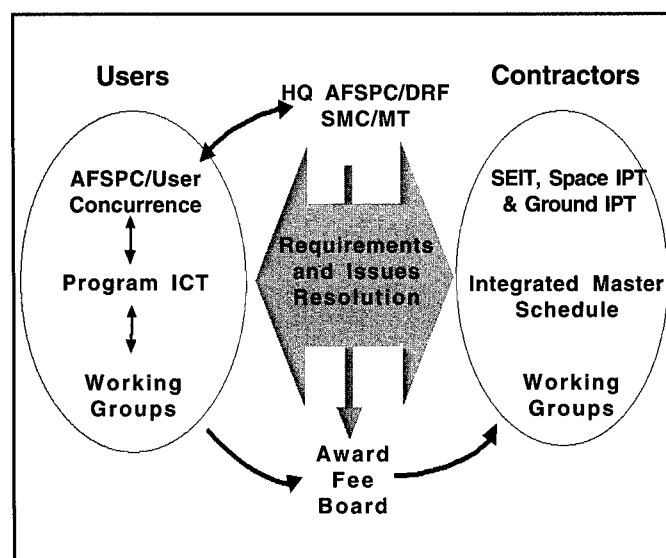 Users
HQ AFSPC/DRF
SMC/MT
Contractors
AFSPC/User
Concurrence
Program ICT
Working
Groups
Requirements
and Issues
Resolution
SEIT, Space IPT
& Ground IPT
Integrated Master
Schedule
Working
Groups
Award
Fee
Board